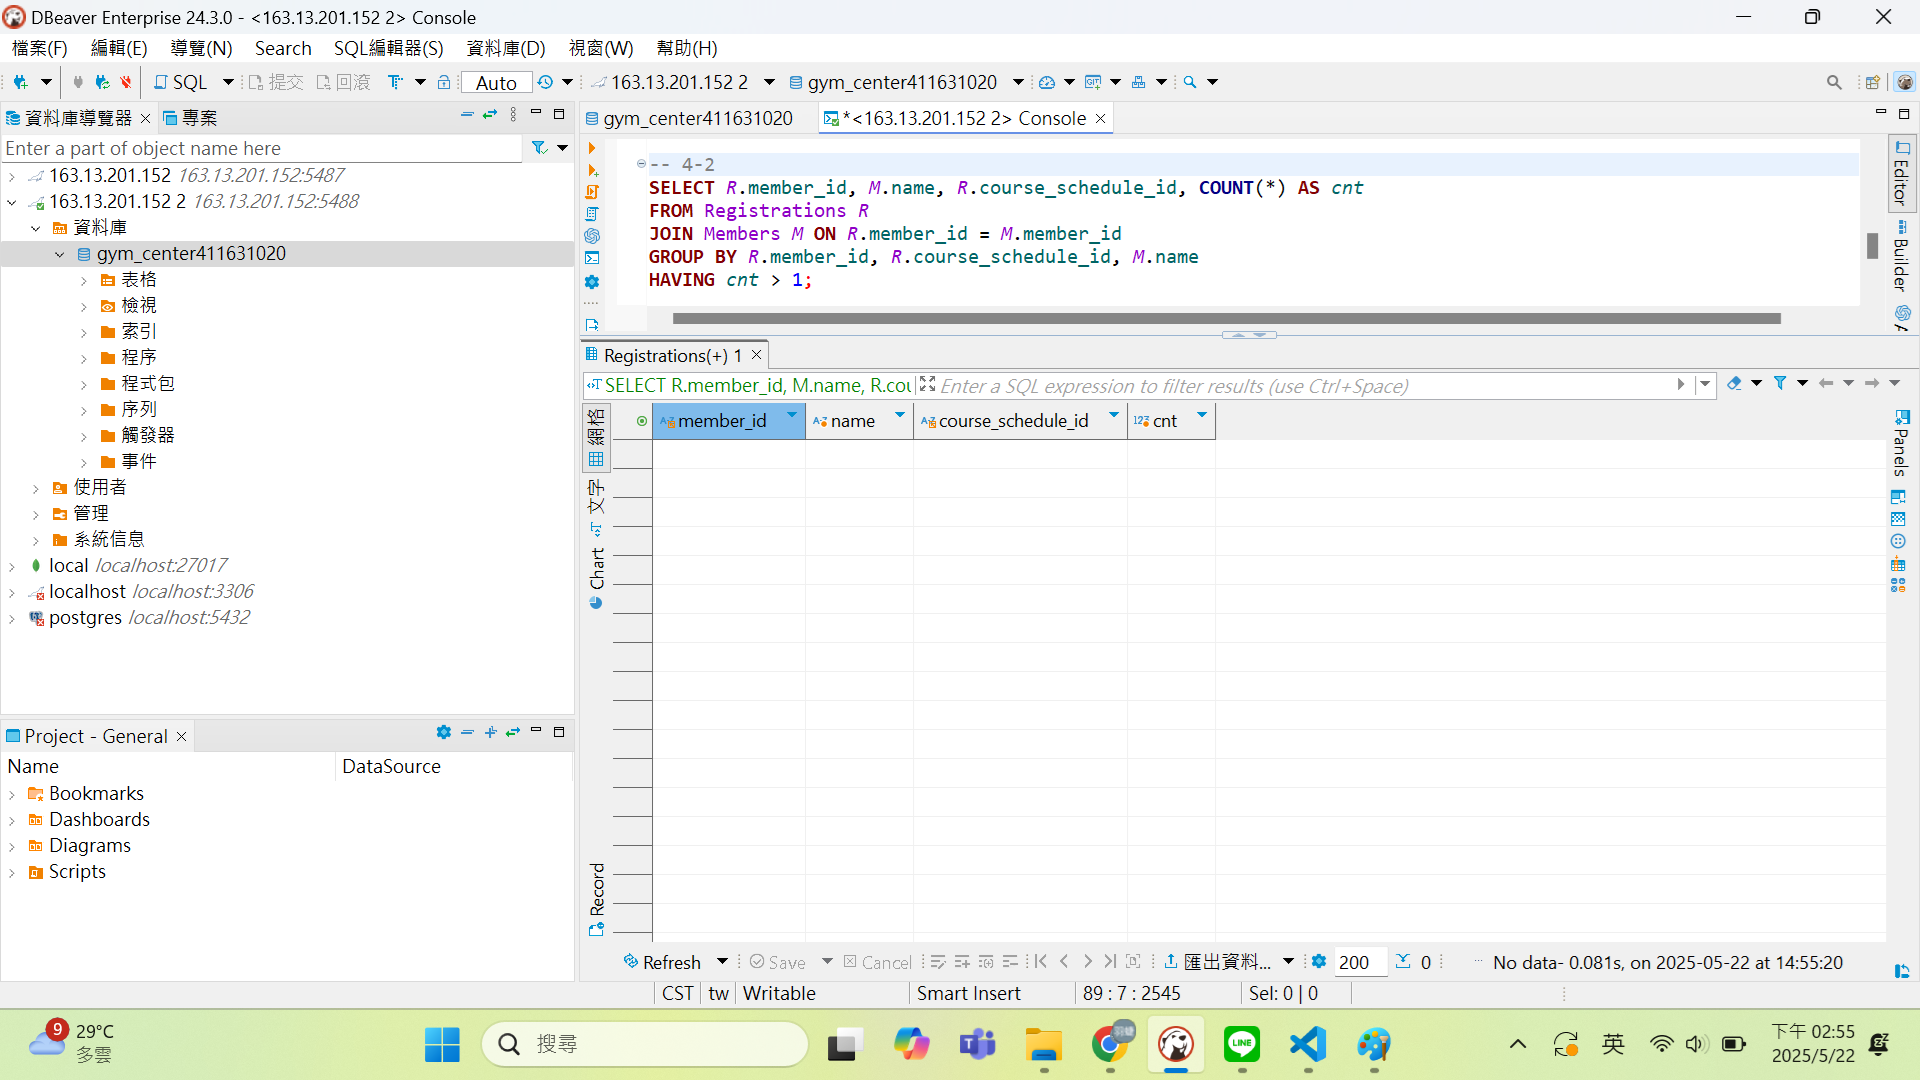 DBeaver Enterprise 24.3.0 - <163.13.201.152 2> Console
檔案(F) 編輯(E) 導覽(N) Search SQL編輯器(S) 資料庫(D) 視窗(W) 幫助(H)
SQL 提交 回滾 Auto 163.13.201.152 2 gym_center411631020
資料庫導覽器 專案
Enter a part of object name here
163.13.201.152 163.13.201.152:5487
163.13.201.152 2 163.13.201.152:5488
資料庫
gym_center411631020
表格
檢視
索引
程序
程式包
序列
觸發器
事件
使用者
管理
系統信息
local localhost:27017
localhost localhost:3306
postgres localhost:5432
Project - General
Name DataSource
Bookmarks
Dashboards
Diagrams
Scripts
gym_center411631020 *<163.13.201.152 2> Console
-- 4-2
SELECT R.member_id, M.name, R.course_schedule_id, COUNT(*) AS cnt
FROM Registrations R
JOIN Members M ON R.member_id = M.member_id
GROUP BY R.member_id, R.course_schedule_id, M.name
HAVING cnt > 1;
Editor
Builder
Registrations(+) 1
SELECT R.member_id, M.name, R.cou Enter a SQL expression to filter results (use Ctrl+Space)
網格
文字
Chart
Record
member_id name course_schedule_id cnt
Panels
Refresh Save Cancel 匯出資料... 200 0 No data- 0.081s, on 2025-05-22 at 14:55:20
CST tw Writable Smart Insert 89 : 7 : 2545 Sel: 0 | 0
9
29°C
多雲
搜尋
LINE
英
下午 02:55
2025/5/22